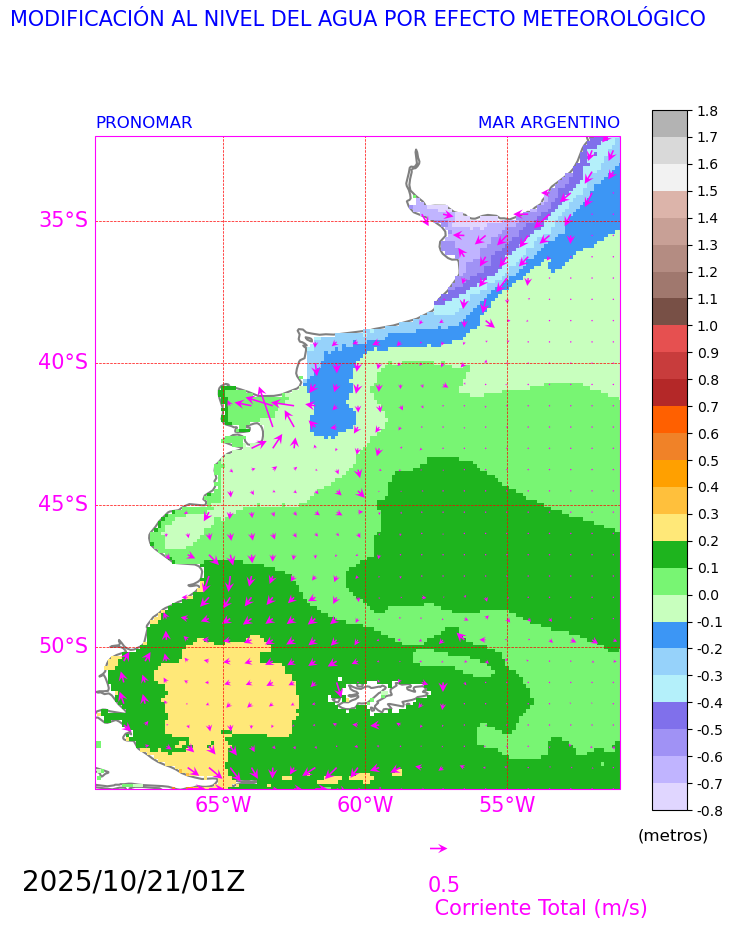 MODIFICACIÓN AL NIVEL DEL AGUA POR EFECTO METEOROLÓGICO
PRONOMAR MAR ARGENTINO
35°S
40°S
45°S
50°S
65°W 60°W 55°W
1.8
1.7
1.6
1.5
1.4
1.3
1.2
1.1
1.0
0.9
0.8
0.7
0.6
0.5
0.4
0.3
0.2
0.1
0.0
-0.1
-0.2
-0.3
-0.4
-0.5
-0.6
-0.7
-0.8
(metros)
2025/10/21/01Z
0.5
Corriente Total (m/s)